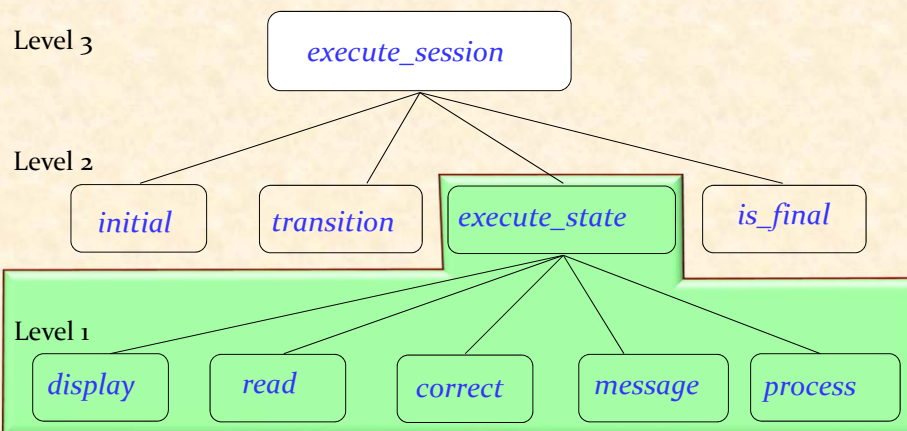 Level 3
execute_session
Level 2
initial
transition
execute_state
is_final
Level 1
display
read
correct
message
process